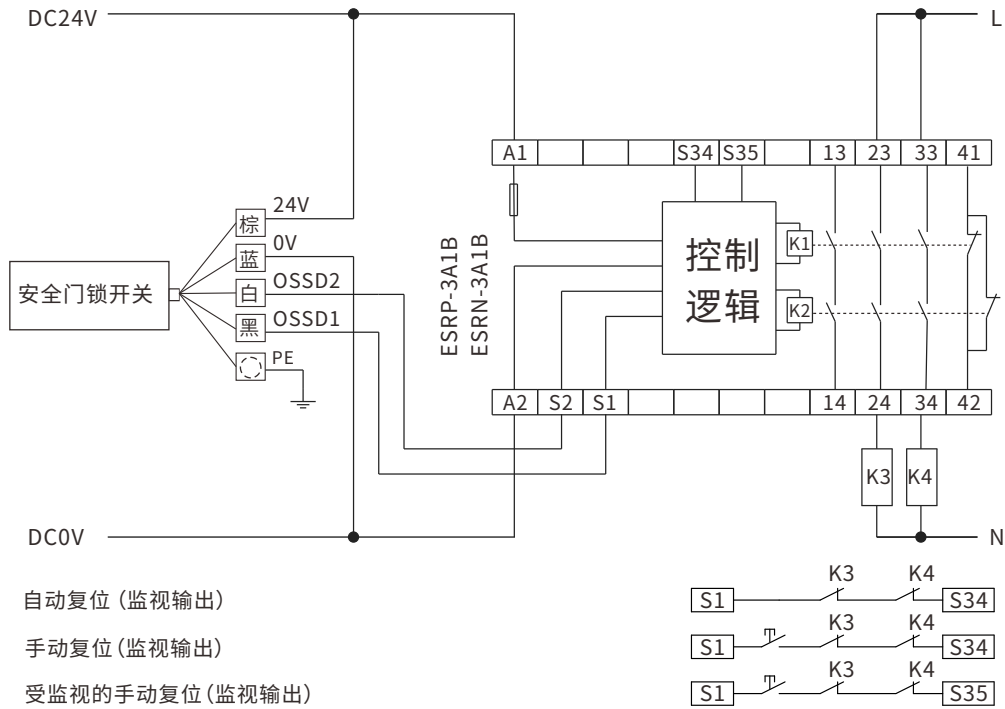 DC24V
L
A1 S34 S35 13 23 33 41
棕 24V
蓝 0V
白 OSSD2
黑 OSSD1
PE
安全门锁开关
ESRP-3A1B
ESRN-3A1B
控制
逻辑
K1
K2
A2 S2 S1 14 24 34 42
K3 K4
DC0V
N
K3 K4
自动复位(监视输出) S1 S34
K3 K4
手动复位(监视输出) S1 S34
K3 K4
受监视的手动复位(监视输出) S1 S35